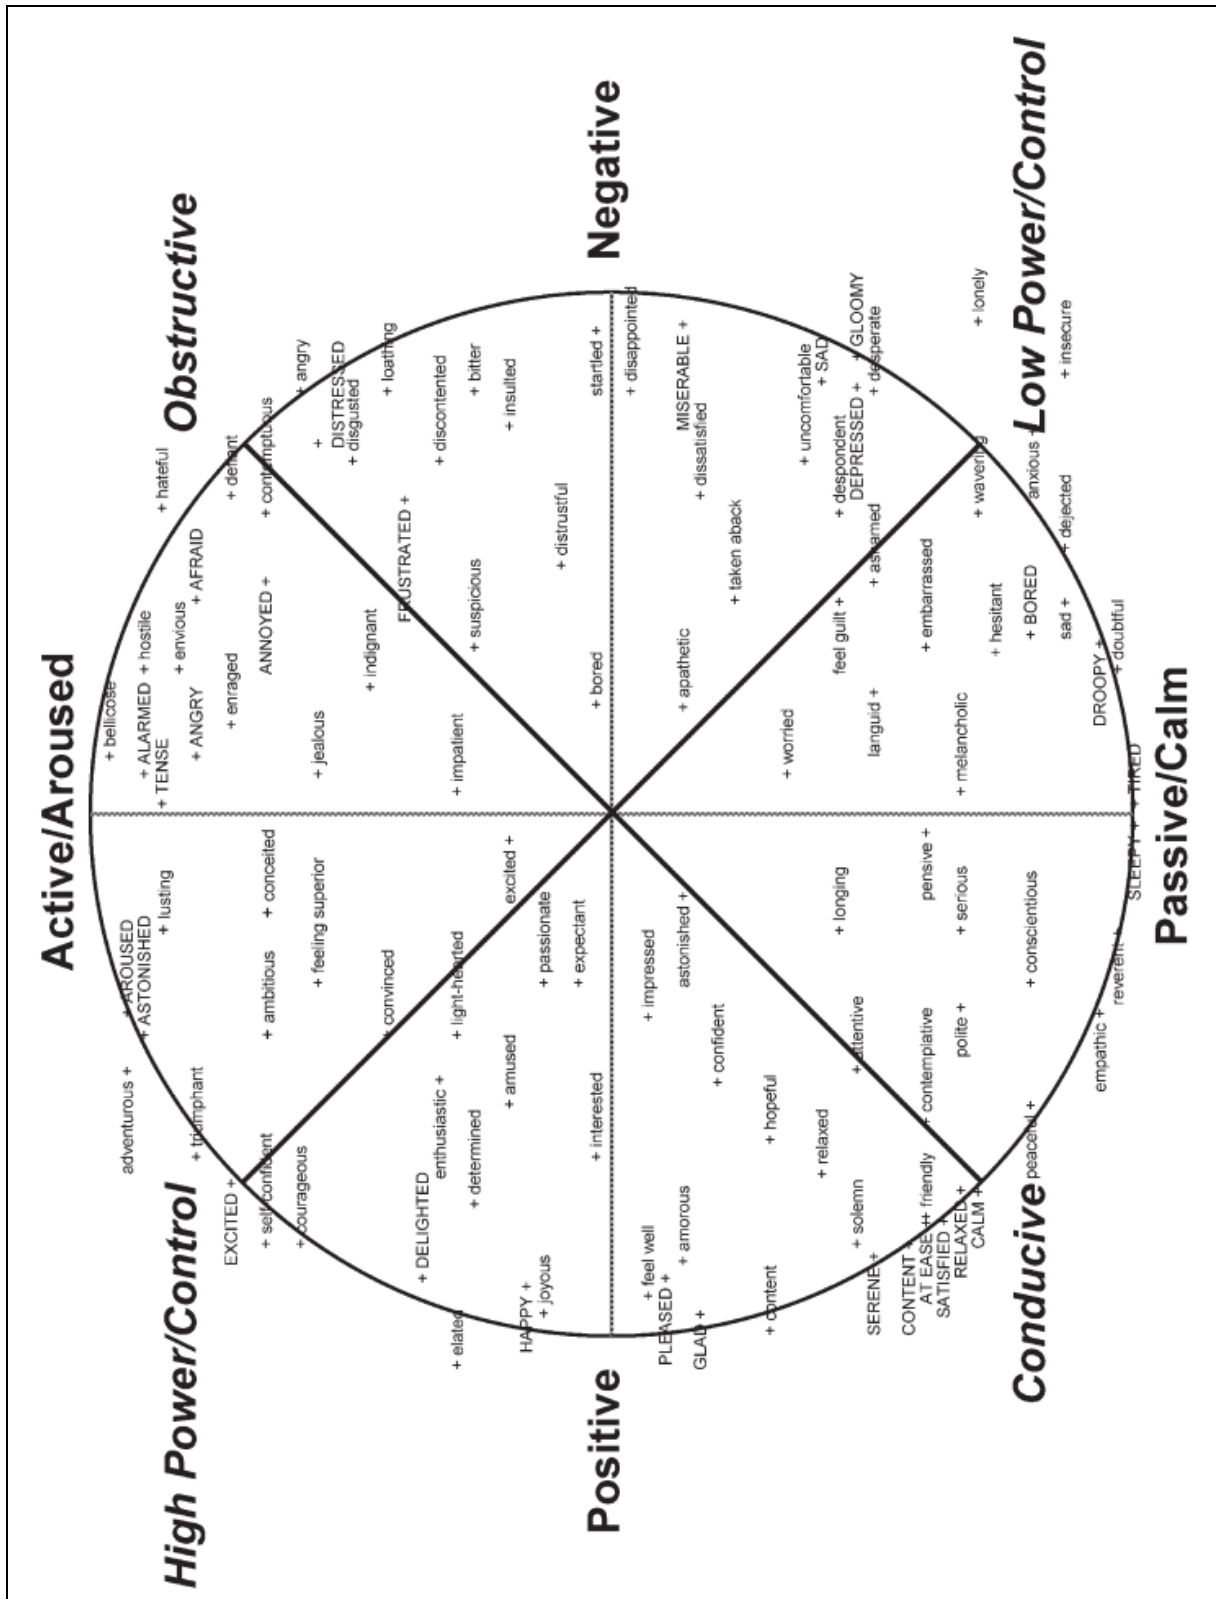 Active/Aroused
+ bellicose
adventurous +
+ AROUSED
+ ASTONISHED
+ ALARMED
+ hostile
+ lusting
+ TENSE
+ hateful
High Power/Control
Obstructive
+ envious
+ triumphant
+ ANGRY
+ AFRAID
EXCITED +
+ enraged
+ defiant
+ self-confident
+ ambitious
+ conceited
ANNOYED +
+ contemptuous
+ courageous
+ angry
+ feeling superior
+ jealous
+
DISTRESSED
+ disgusted
+ indignant
+ convinced
+ loathing
FRUSTRATED +
+ DELIGHTED
enthusiastic +
+ discontented
+ elated
+ light-hearted
+ impatient
+ determined
+ suspicious
+ bitter
+ amused
excited +
+ insulted
HAPPY +
+ joyous
+ passionate
+ distrustful
+ expectant
+ interested
+ bored
startled +
Positive
Negative
+ disappointed
+ feel well
+ impressed
PLEASED +
+ amorous
astonished +
+ apathetic
MISERABLE +
GLAD +
+ dissatisfied
+ confident
+ taken aback
+ content
+ hopeful
+ worried
+ uncomfortable
+ relaxed
+ SAD
+ longing
feel guilt +
+ despondent
+ solemn
+ attentive
DEPRESSED +
+ GLOOMY
SERENE +
languid +
+ ashamed
+ desperate
CONTENT +
AT EASE +
+ friendly
+ contemplative
pensive +
+ embarrassed
SATISFIED +
RELAXED +
polite +
+ serious
+ melancholic
CALM +
+ wavering
+ lonely
+ hesitant
Conducive
Low Power/Control
peaceful +
+ conscientious
+ BORED
anxious +
sad +
+ dejected
+ insecure
empathic +
DROOPY +
reverent +
+ doubtful
SLEEPY +
+ TIRED
Passive/Calm